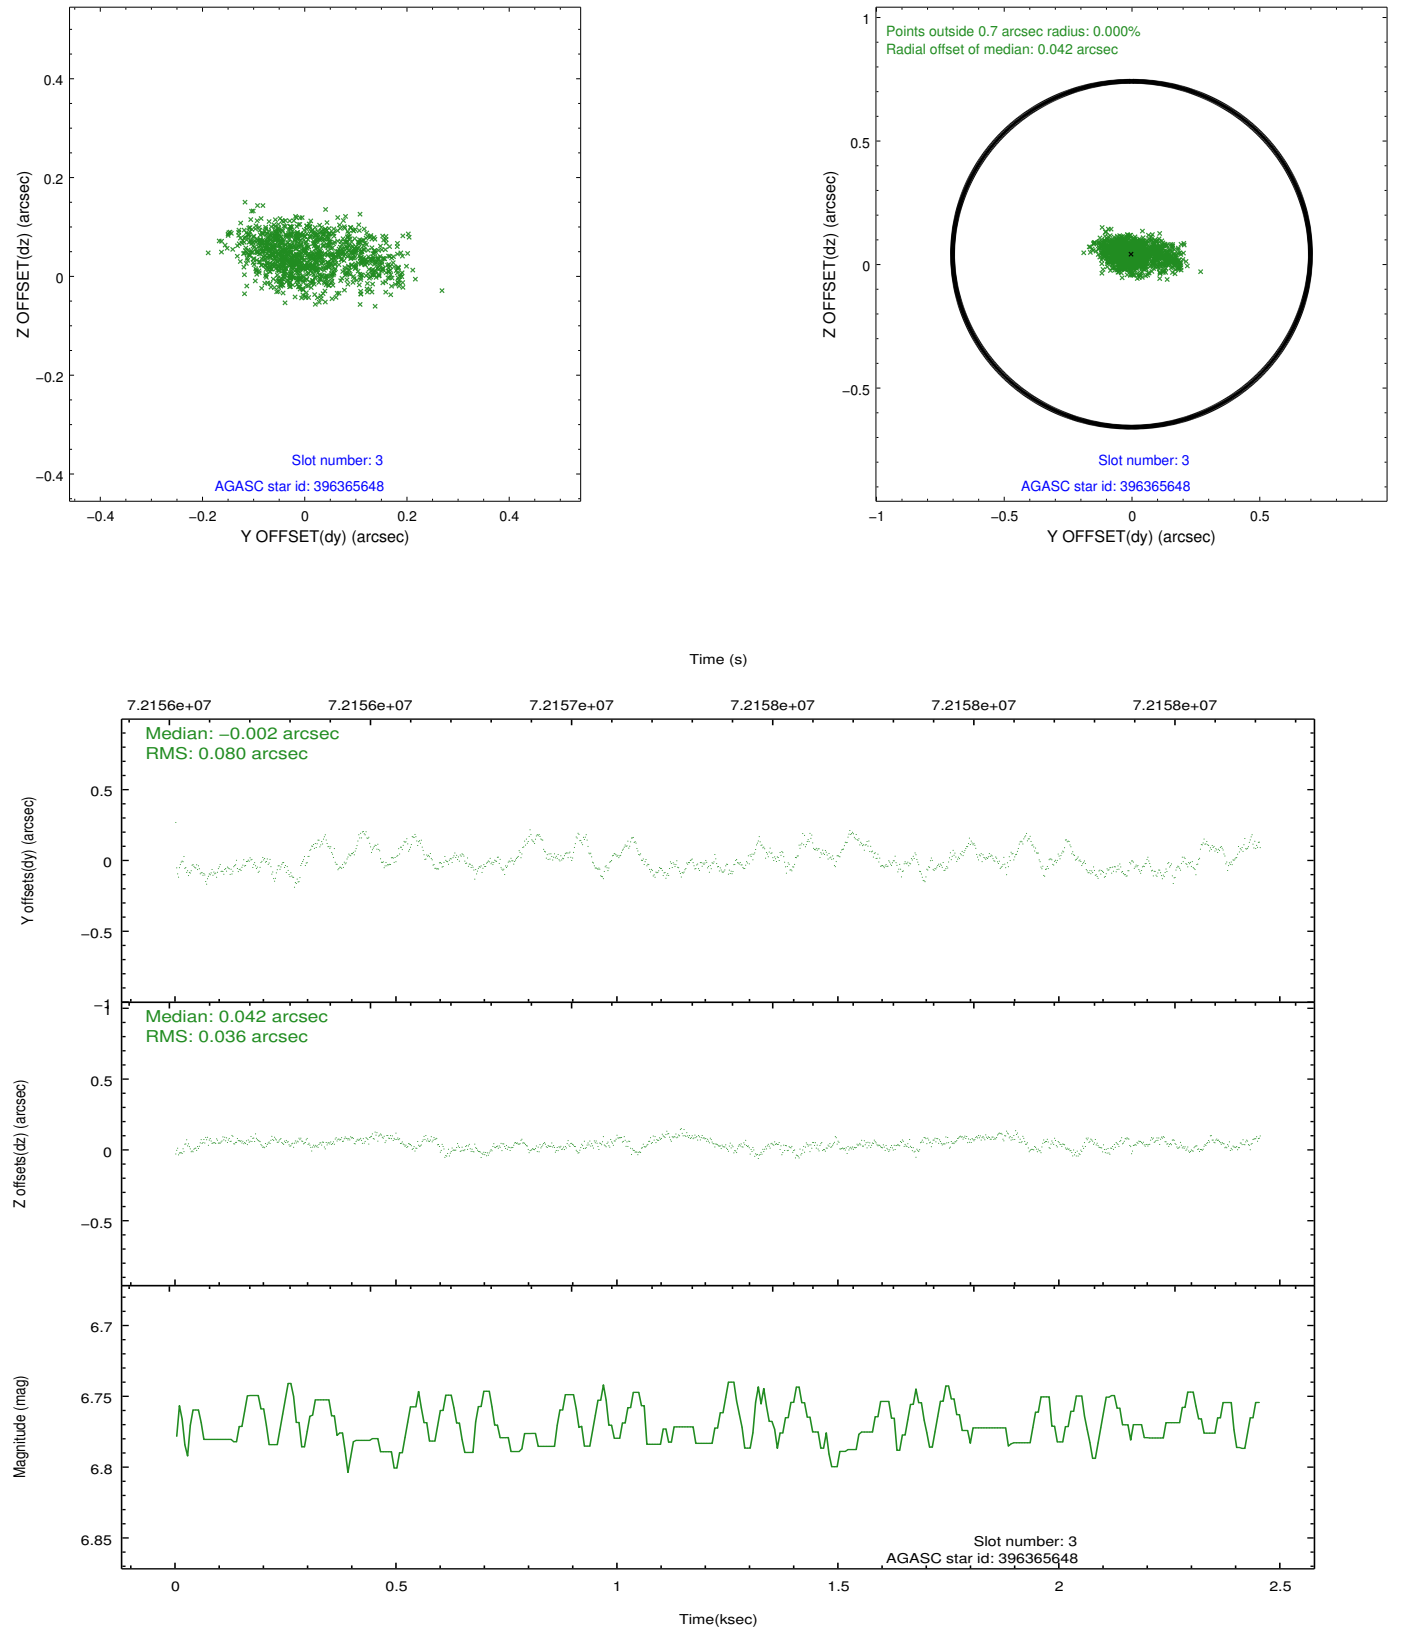 0.4
0.2
0
−0.2
−0.4
Z OFFSET(dz) (arcsec)
Slot number: 3
AGASC star id: 396365648
−0.4 −0.2 0 0.2 0.4
Y OFFSET(dy) (arcsec)
Points outside 0.7 arcsec radius: 0.000%
Radial offset of median: 0.042 arcsec
1
0.5
0
−0.5
Z OFFSET(dz) (arcsec)
Slot number: 3
AGASC star id: 396365648
−1 −0.5 0 0.5
Y OFFSET(dy) (arcsec)
Time (s)
7.2156e+07 7.2156e+07 7.2157e+07 7.2158e+07 7.2158e+07 7.2158e+07
Median: −0.002 arcsec
RMS: 0.080 arcsec
0.5
0
−0.5
−1
Y offsets(dy) (arcsec)
Median: 0.042 arcsec
RMS: 0.036 arcsec
1
0.5
0
−0.5
Z offsets(dz) (arcsec)
6.7
6.75
6.8
6.85
Magnitude (mag)
Slot number: 3
AGASC star id: 396365648
0 0.5 1 1.5 2 2.5
Time(ksec)